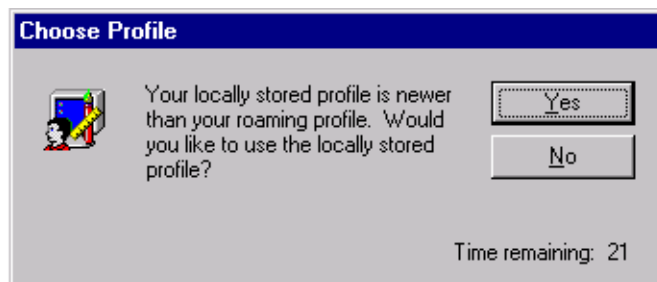 Choose Profile
Your locally stored profile is newer
than your roaming profile.  Would
you like to use the locally stored
profile?
Yes
No
Time remaining:  21